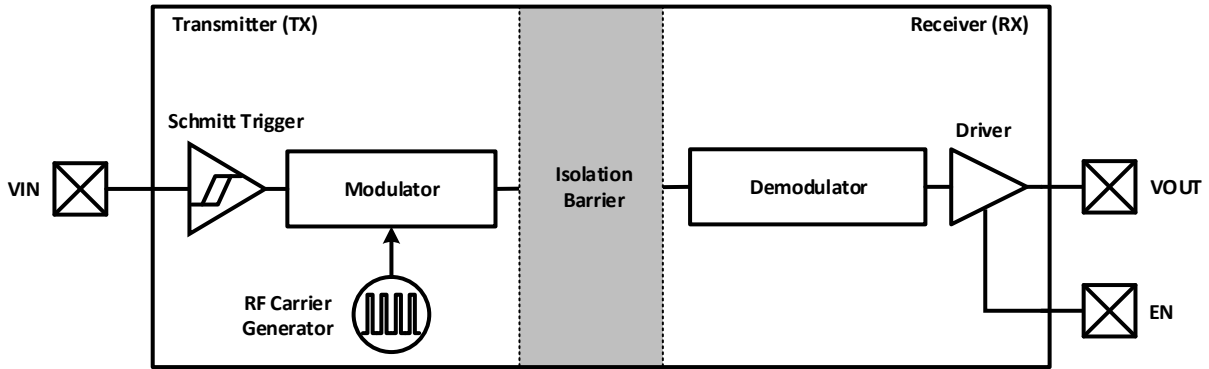 Transmitter (TX)
Receiver (RX)
Schmitt Trigger
Driver
VIN
Modulator
Isolation
Barrier
Demodulator
VOUT
RF Carrier
Generator
EN